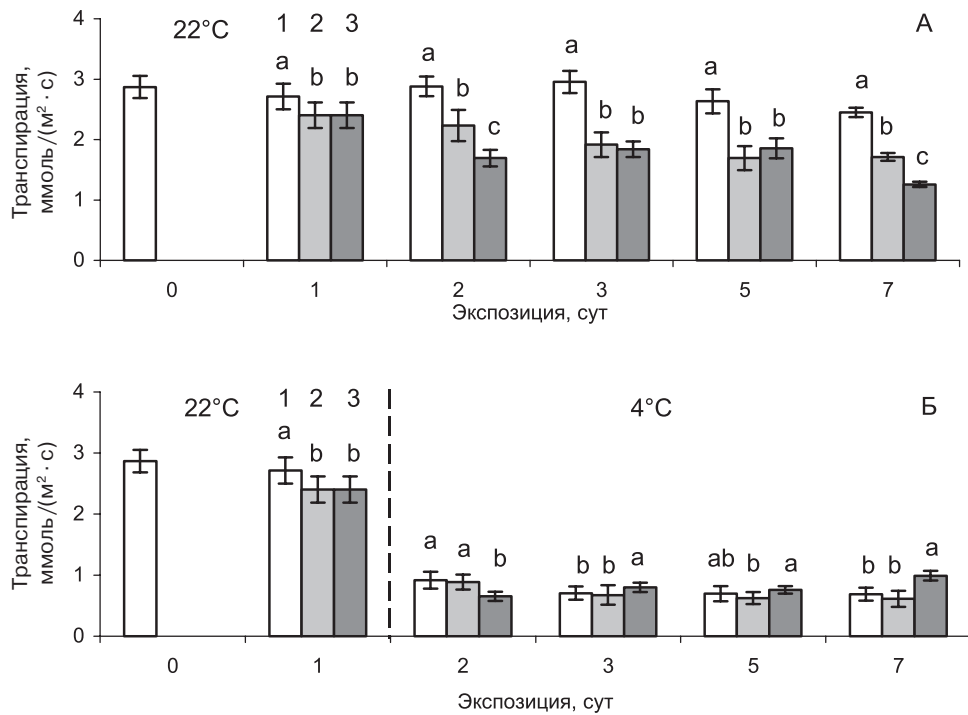 4 22°C 1 2 3 А
a b b a b c a b b a b b a b c
3
2
1
0
Транспирация,
ммоль/(м² · с)
0 1 2 3 5 7
Экспозиция, сут
4 22°C 1 2 3 4°C Б
a b b a a b b b a ab b a b b a
3
2
1
0
Транспирация,
ммоль/(м² · с)
0 1 2 3 5 7
Экспозиция, сут